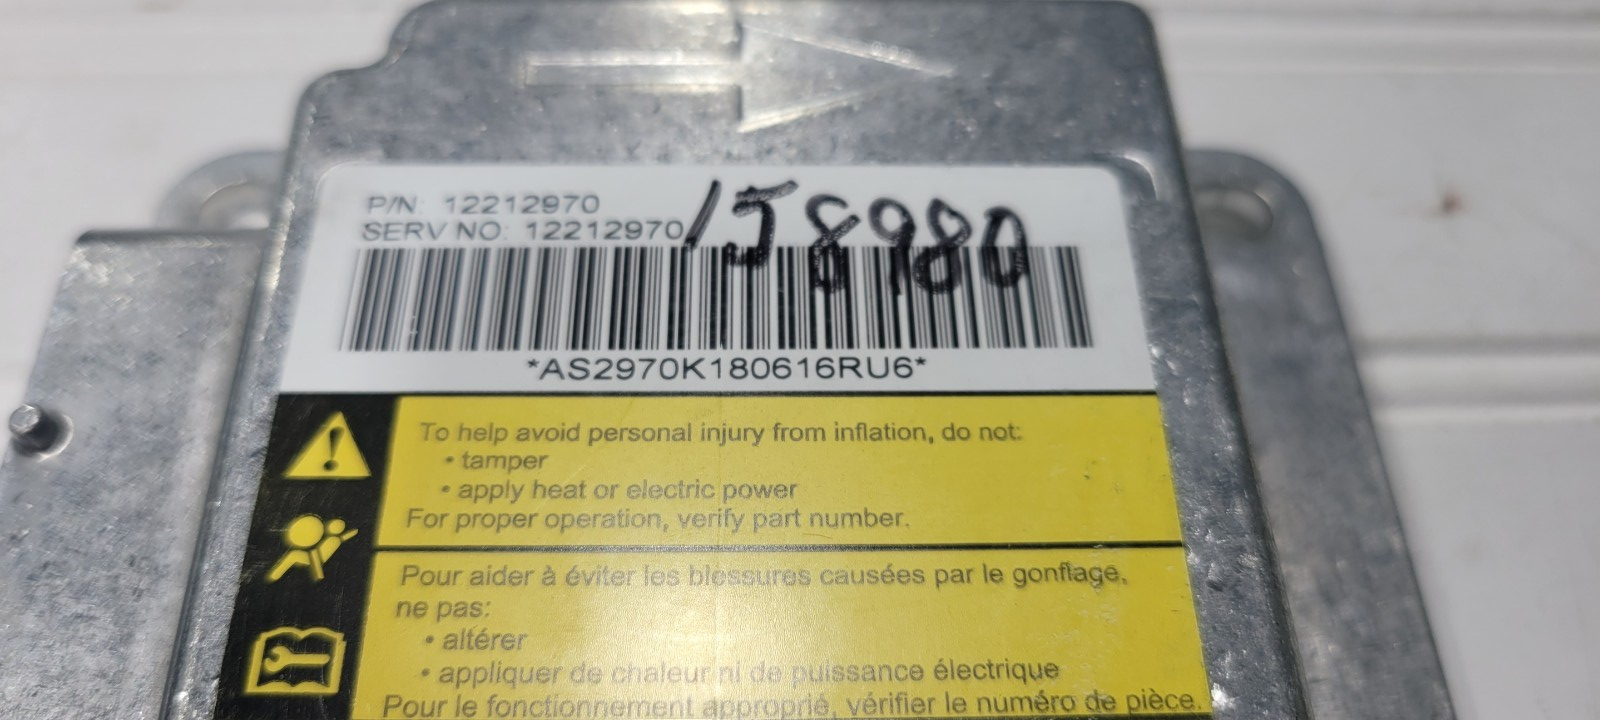 P/N: 12212970
SERV NO: 12212970
158980
*AS2970K180616RU6*
To help avoid personal injury from inflation, do not:
• tamper
• apply heat or electric power
For proper operation, verify part number.
Pour aider à éviter les blessures causées par le gonflage,
ne pas:
• altérer
• appliquer de chaleur ni de puissance électrique
Pour le fonctionnement approprié, vérifier le numéro de pièce.